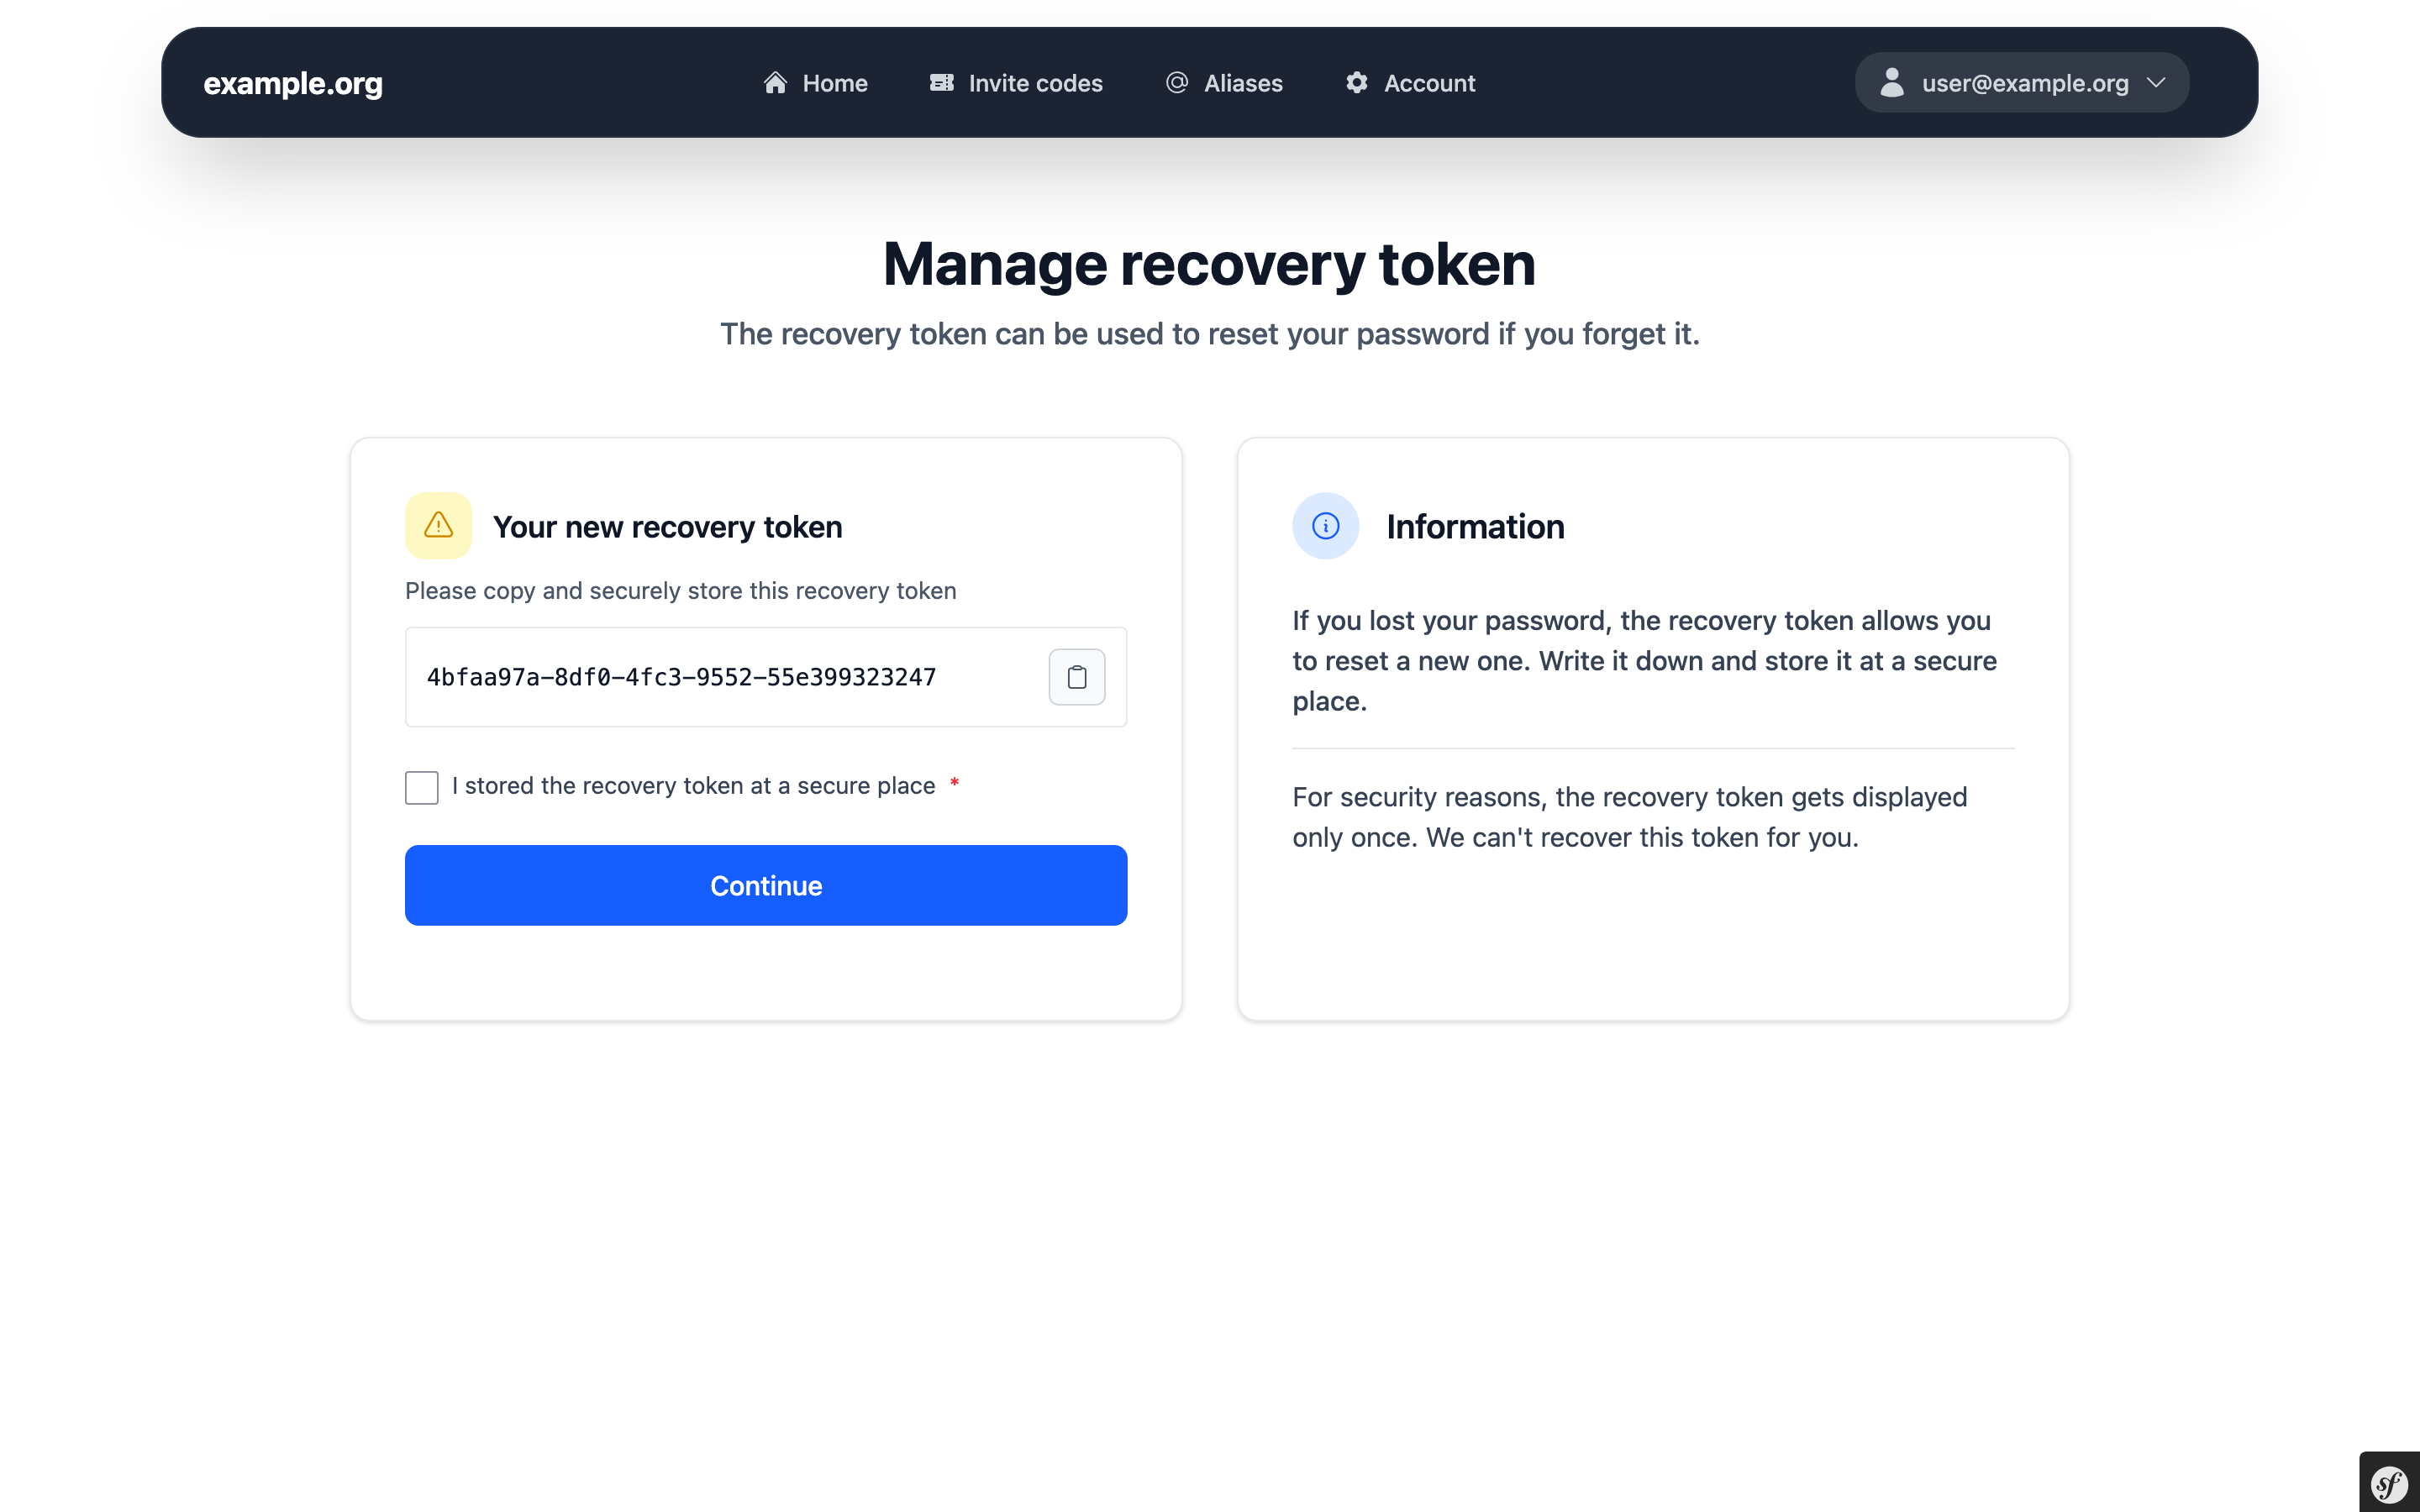 example.org
Home
Invite codes
Aliases
Account
user@example.org
Manage recovery token
The recovery token can be used to reset your password if you forget it.
Your new recovery token
Please copy and securely store this recovery token
4bfaa97a-8df0-4fc3-9552-55e399323247
I stored the recovery token at a secure place *
Continue
Information
If you lost your password, the recovery token allows you
to reset a new one. Write it down and store it at a secure
place.
For security reasons, the recovery token gets displayed
only once. We can't recover this token for you.
sf